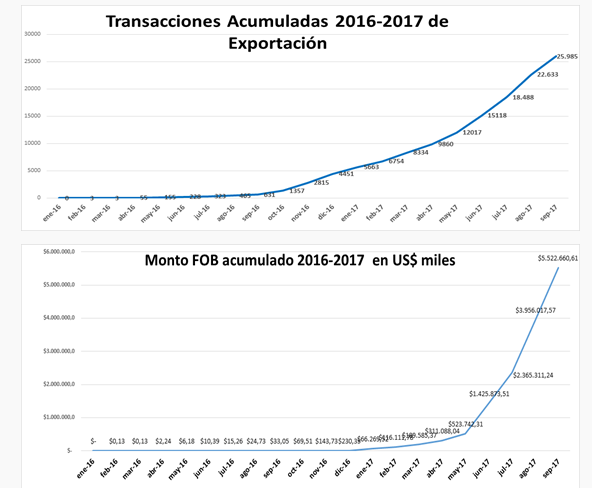 Transacciones Acumuladas 2016-2017 de
Exportación
30000
25000
20000
15000
10000
5000
0
0
3
3
55
155
228
323
485
631
1357
2815
4451
5663
6754
8334
9860
12017
15118
18.488
22.633
25.985
ene-16
feb-16
mar-16
abr-16
may-16
jun-16
jul-16
ago-16
sep-16
oct-16
nov-16
dic-16
ene-17
feb-17
mar-17
abr-17
may-17
jun-17
jul-17
ago-17
sep-17
Monto FOB acumulado 2016-2017 en US$ miles
$6.000.000,0
$5.000.000,0
$4.000.000,0
$3.000.000,0
$2.000.000,0
$1.000.000,0
$-
$-
$0,13
$0,13
$2,24
$6,18
$10,39
$15,26
$24,73
$33,05
$69,51
$143,73
$311.088,04
$523.742,31
$1.425.873,51
$2.365.311,24
$3.956.017,57
$5.522.660,61
ene-16
feb-16
mar-16
abr-16
may-16
jun-16
jul-16
ago-16
sep-16
oct-16
nov-16
dic-16
ene-17
feb-17
mar-17
abr-17
may-17
jun-17
jul-17
ago-17
sep-17